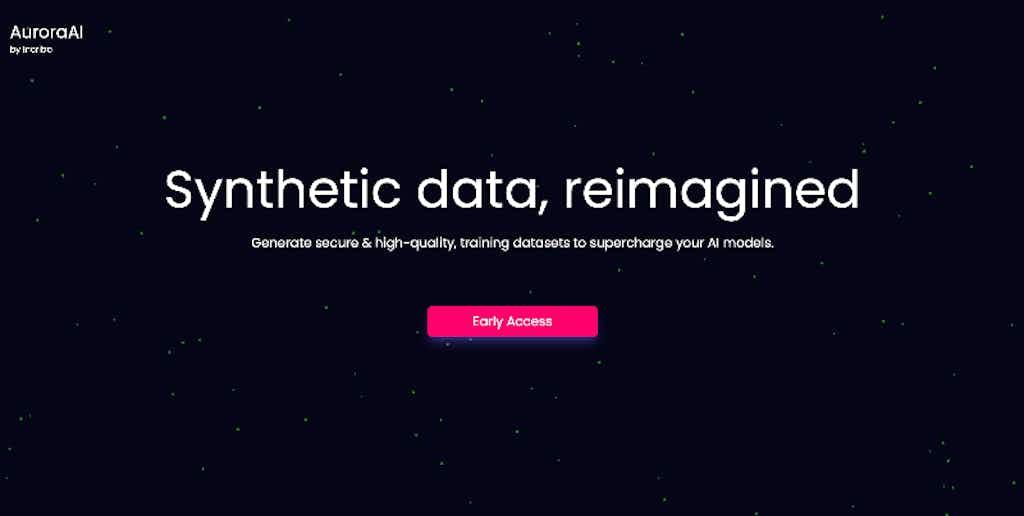 AuroraAI
by Incribo
Synthetic data, reimagined
Generate secure & high-quality, training datasets to supercharge your AI models.
Early Access